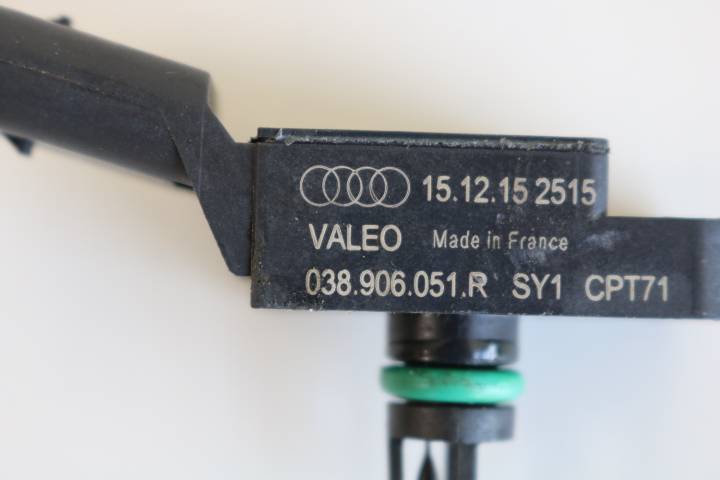 15.12.15 2515
VALEO Made in France
038.906.051.R SY1 CPT71